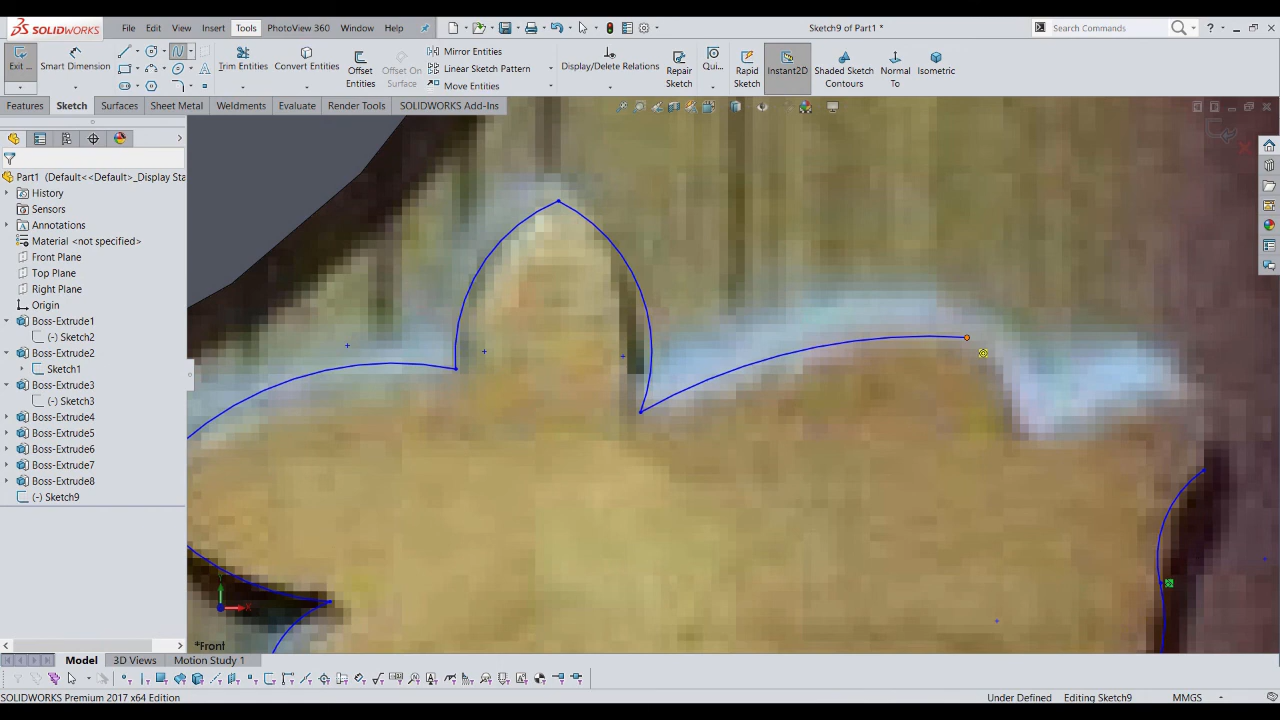 SOLIDWORKS File Edit View Insert Tools PhotoView 360 Window Help Sketch9 of Part1 * Search Commands ?
Exit ... Smart Dimension Trim Entities Convert Entities Offset Entities Offset On Surface Mirror Entities Linear Sketch Pattern Move Entities Display/Delete Relations Repair Sketch Qui... Rapid Sketch Instant2D Shaded Sketch Contours Normal To Isometric
Features Sketch Surfaces Sheet Metal Weldments Evaluate Render Tools SOLIDWORKS Add-Ins
Part1 (Default<<Default>_Display Sta
History
Sensors
Annotations
Material <not specified>
Front Plane
Top Plane
Right Plane
Origin
Boss-Extrude1
(-) Sketch2
Boss-Extrude2
Sketch1
Boss-Extrude3
(-) Sketch3
Boss-Extrude4
Boss-Extrude5
Boss-Extrude6
Boss-Extrude7
Boss-Extrude8
(-) Sketch9
*Front
Model 3D Views Motion Study 1
SOLIDWORKS Premium 2017 x64 Edition Under Defined Editing Sketch9 MMGS